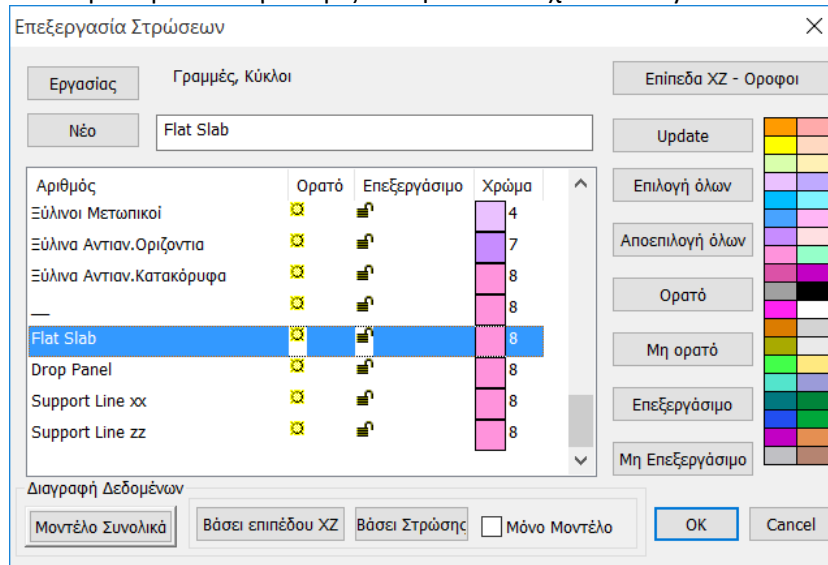 Επεξεργασία Στρώσεων
Εργασίας Γραμμές, Κύκλοι Επίπεδα XZ - Οροφοι
Νέο Flat Slab Update
Αριθμός Ορατό Επεξεργάσιμο Χρώμα Επιλογή όλων
Ξύλινοι Μετωπικοί 4
Ξύλινα Αντιαν.Οριζοντια 7 Αποεπιλογή όλων
Ξύλινα Αντιαν.Κατακόρυφα 8
__ 8 Ορατό
Flat Slab 8 Μη ορατό
Drop Panel 8
Support Line xx 8 Επεξεργάσιμο
Support Line zz 8
Μη Επεξεργάσιμο
Διαγραφή Δεδομένων
Μοντέλο Συνολικά Βάσει επιπέδου XZ Βάσει Στρώσης Μόνο Μοντέλο OK Cancel